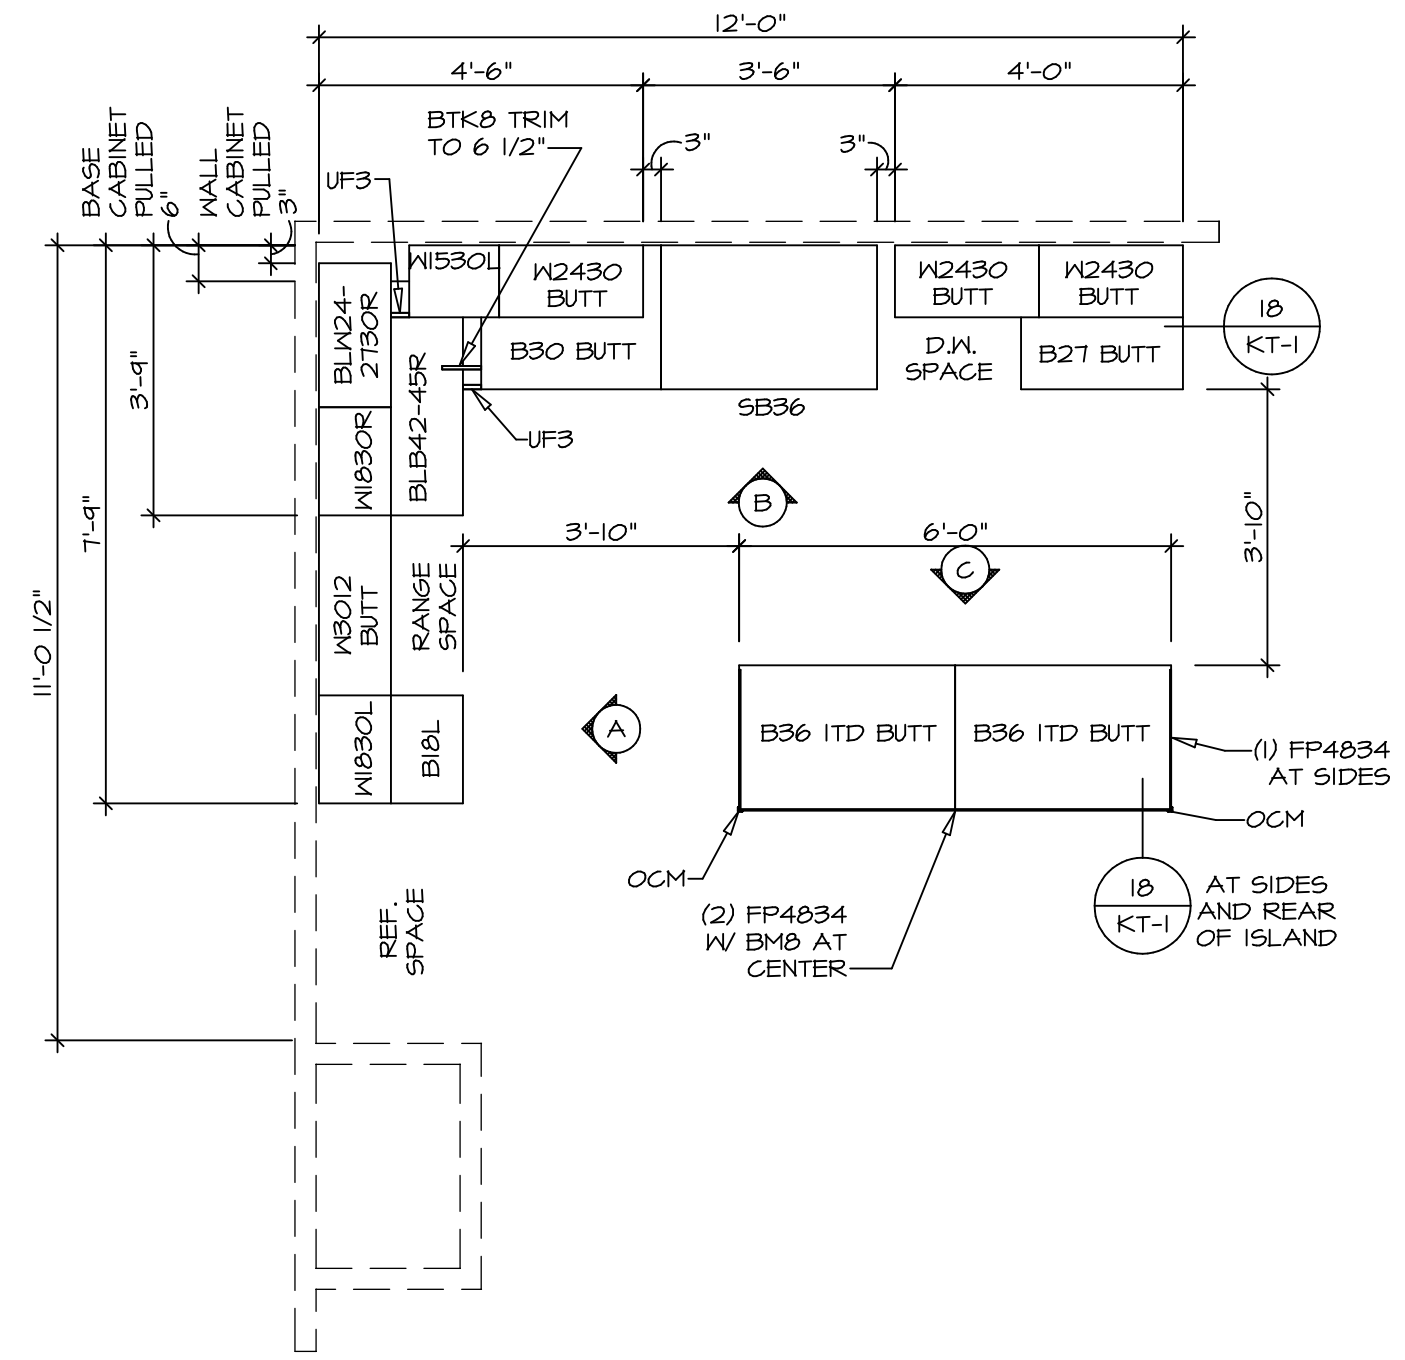 12'-0"
4'-6"
3'-6"
4'-0"
BTK8 TRIM
TO 6 1/2"
3"
3"
UF3
BASE
CABINET
PULLED
6"
WALL
CABINET
PULLED
3"
W1530L
W2430
BUTT
W2430
BUTT
W2430
BUTT
18
KT-1
BLW24-
2730R
B30 BUTT
D.W.
SPACE
B27 BUTT
3'-9"
SB36
BLB42-45R
UF3
W1830R
B
7'-9"
3'-10"
6'-0"
3'-10"
C
11'-0 1/2"
W3012
BUTT
RANGE
SPACE
W1830L
B18L
A
B36 1TD BUTT
B36 1TD BUTT
(1) FP4834
AT SIDES
OCM
OCM
(2) FP4834
W/ BM8 AT
CENTER
18
KT-1
AT SIDES
AND REAR
OF ISLAND
REF.
SPACE